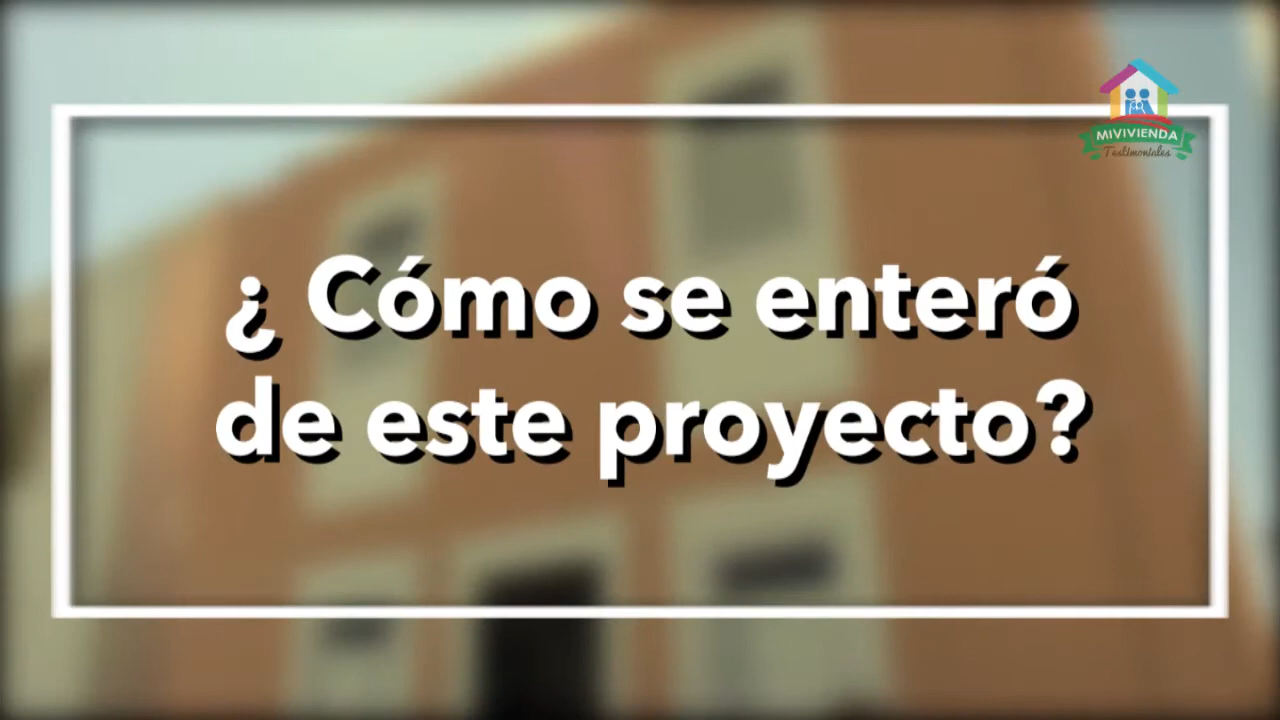 MIVIVIENDA
Testimoniales
¿ Cómo se enteró
de este proyecto?